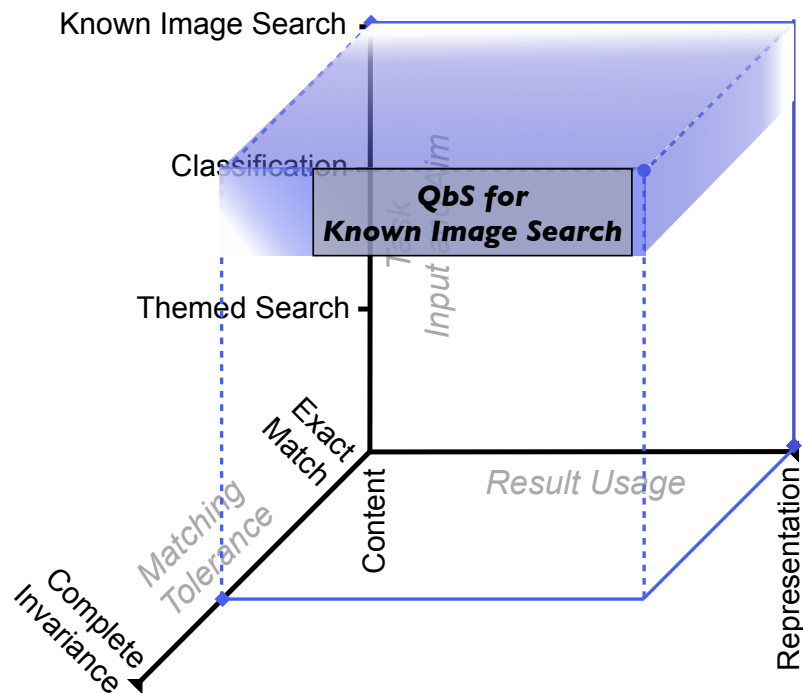 Known Image Search
Classification
QbS for
Known Image Search
Task
Input and Aim
Themed Search
Exact
Match
Matching
Tolerance
Complete
Invariance
Content
Result Usage
Representation